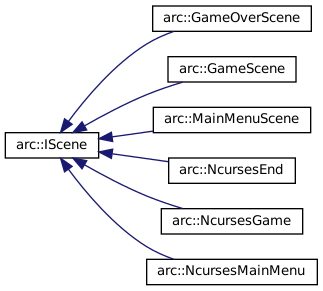 arc::GameOverScene
arc::GameScene
arc::MainMenuScene
arc::IScene
arc::NcursesEnd
arc::NcursesGame
arc::NcursesMainMenu